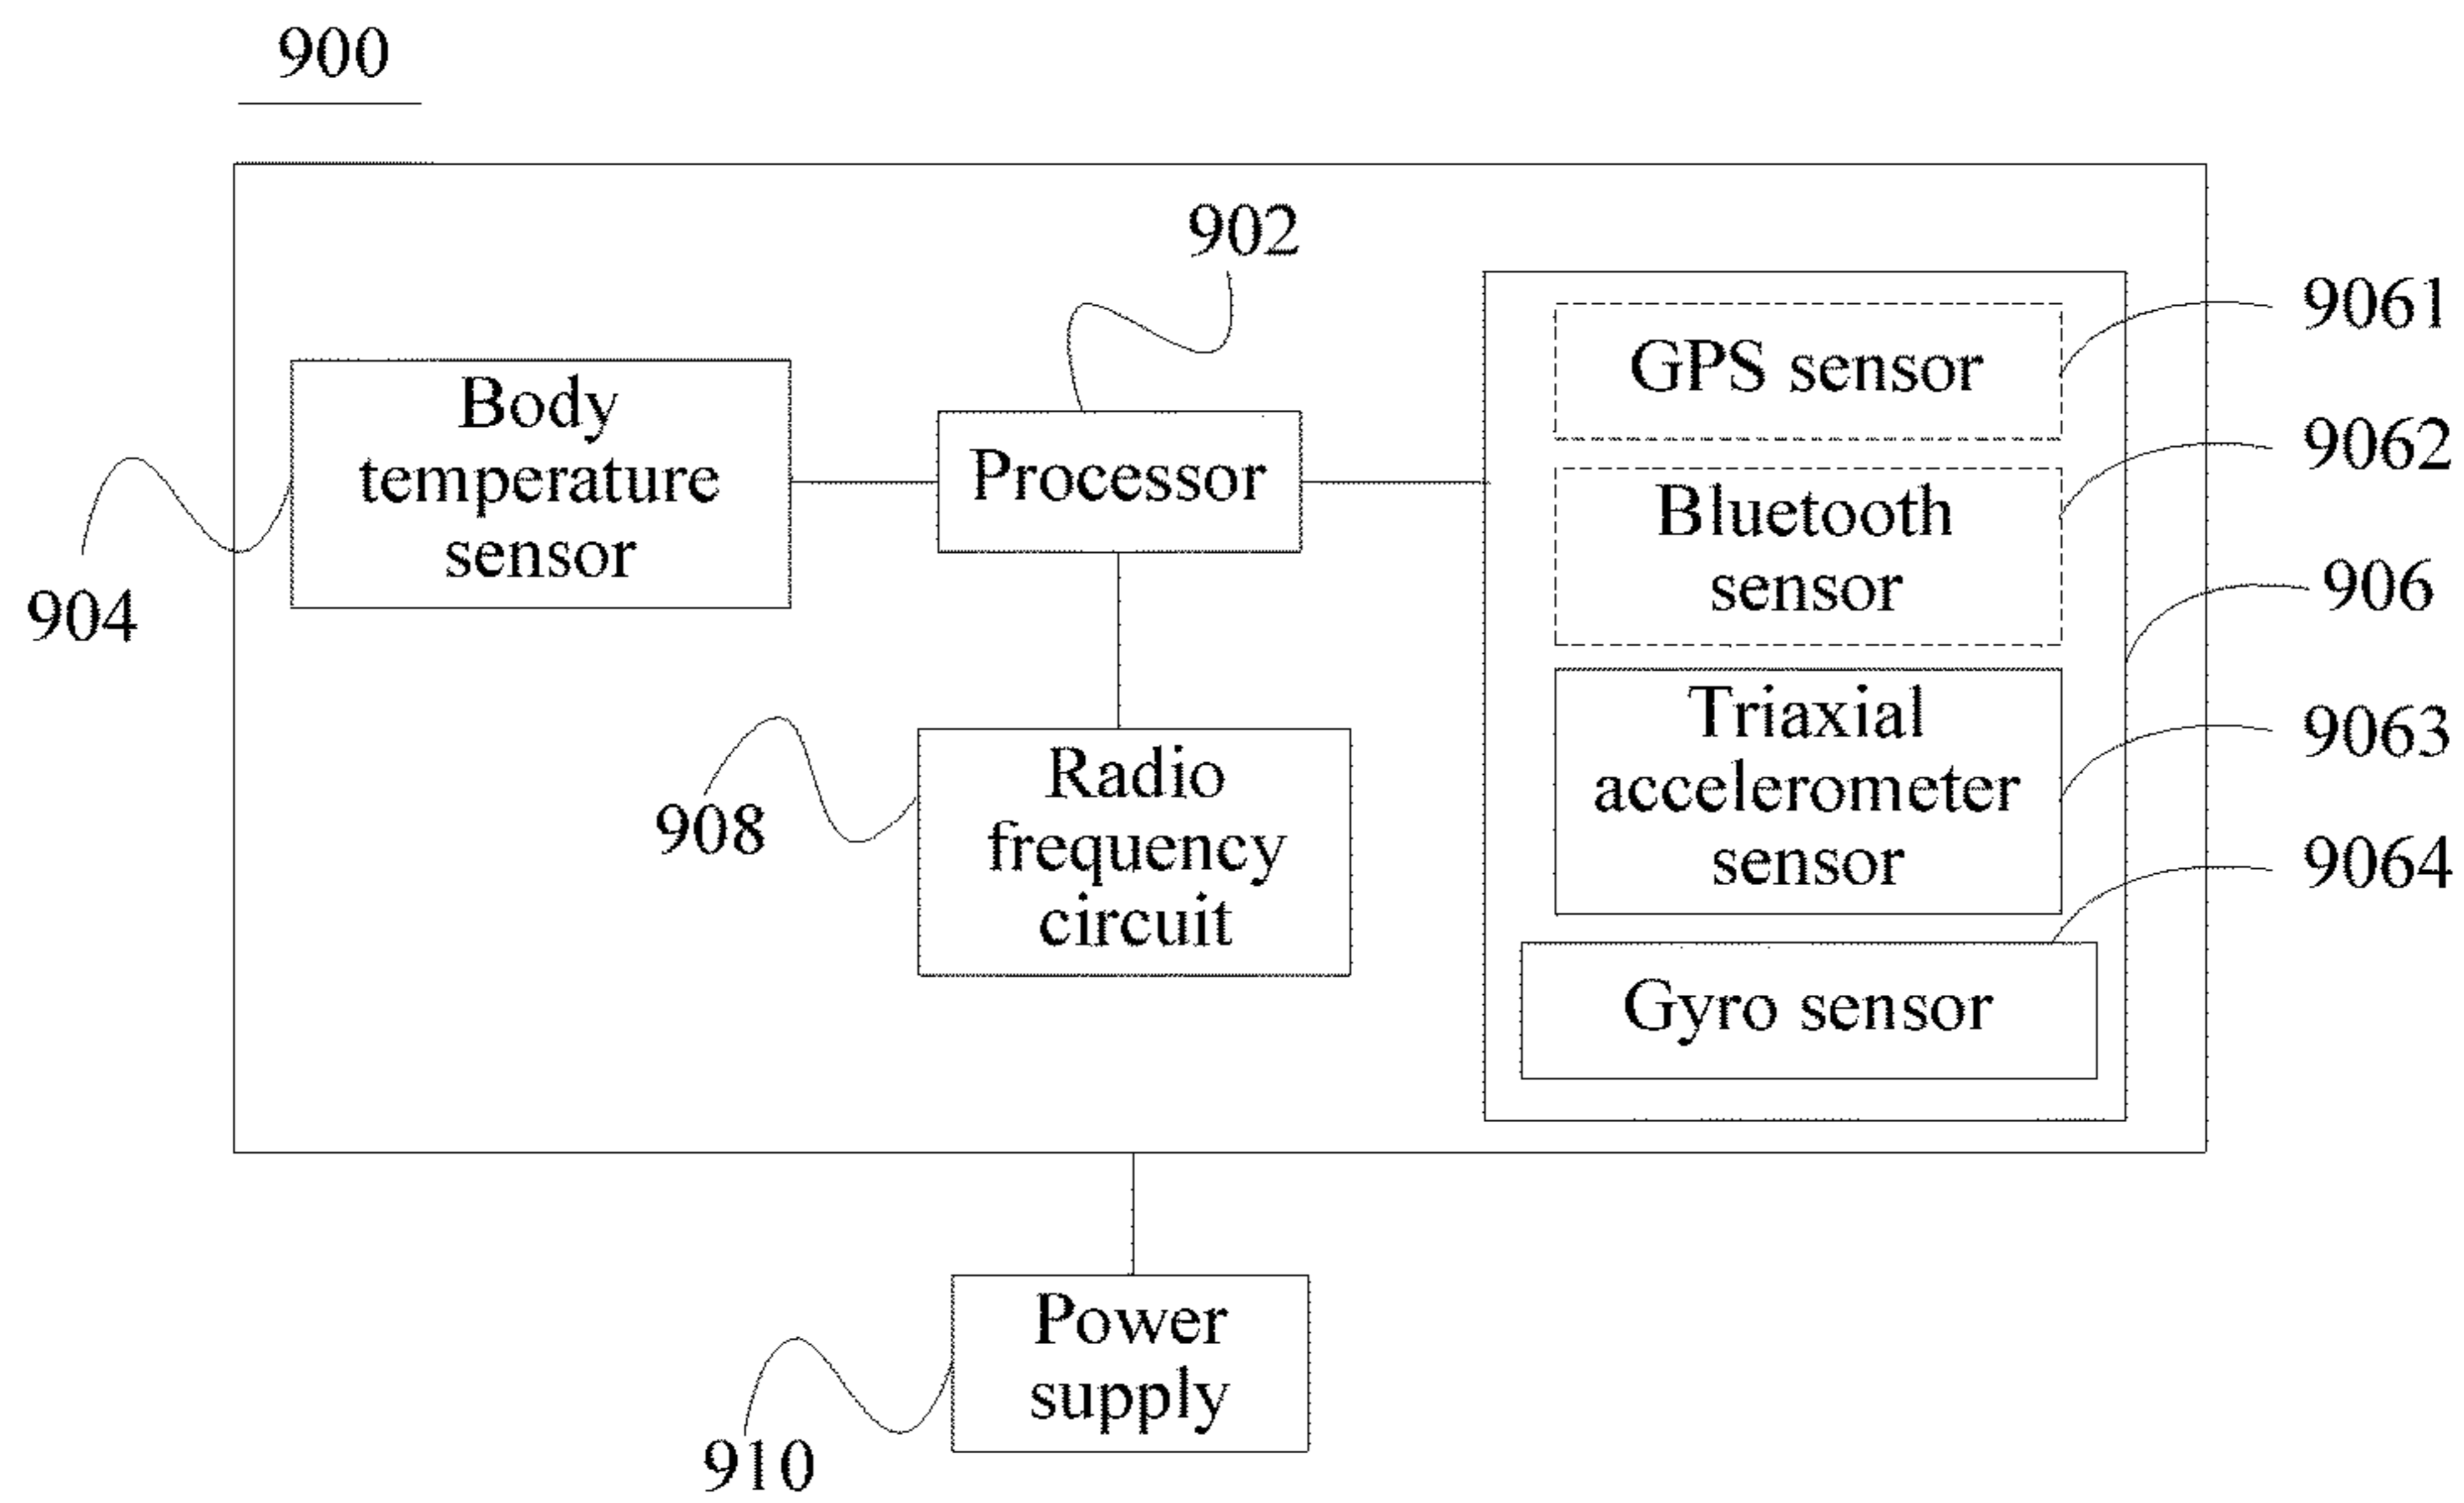 900
902
9061
GPS sensor
Body
temperature
sensor
9062
Processor
Bluetooth
sensor
904
906
Triaxial
accelerometer
sensor
9063
908
Radio
frequency
circuit
9064
Gyro sensor
Power
supply
910